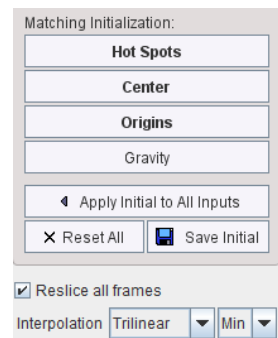 Matching Initialization:
Hot Spots
Center
Origins
Gravity
Apply Initial to All Inputs
Reset All Save Initial
Reslice all frames
Interpolation Trilinear Min